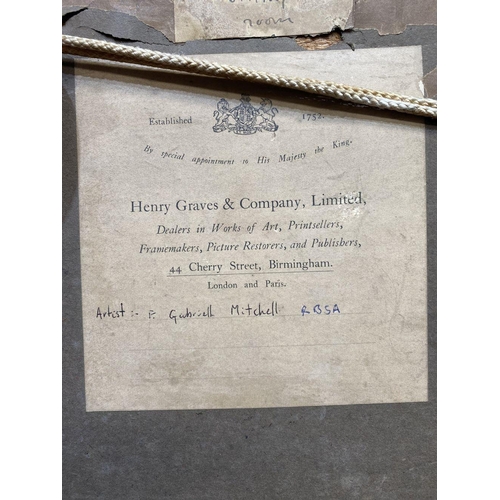 room
Established 1752.
By special appointment to His Majesty the King.
Henry Graves & Company, Limited,
Dealers in Works of Art, Printsellers,
Framemakers, Picture Restorers, and Publishers,
44 Cherry Street, Birmingham.
London and Paris.
Artist :- F. Gabriell Mitchell RBSA